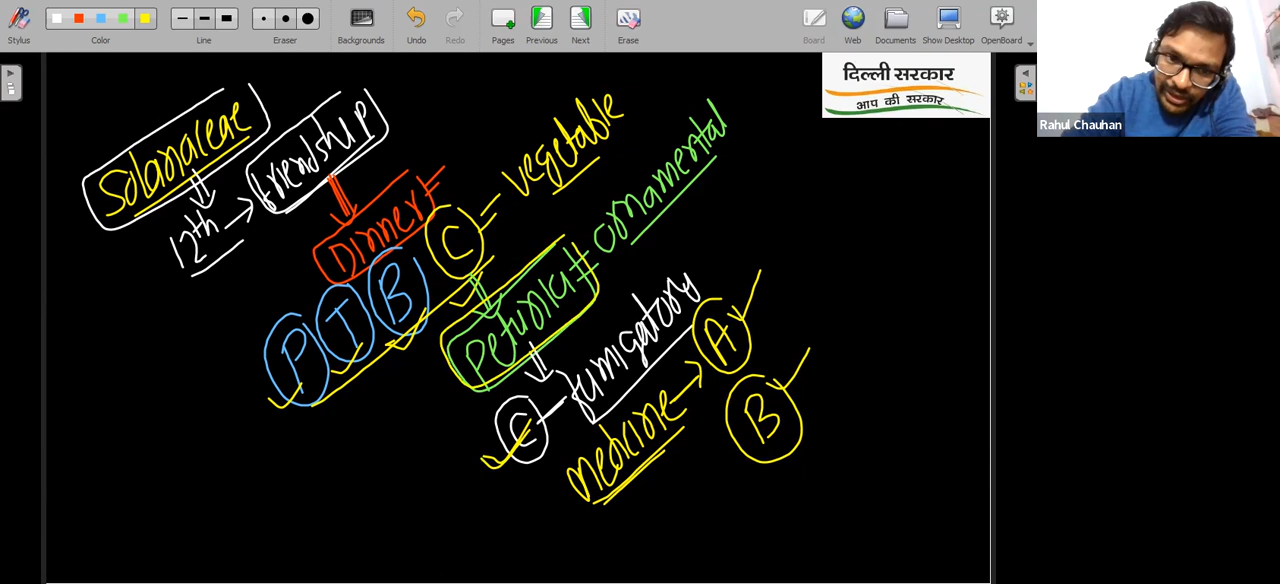 Stylus
Color
Line
Eraser
Backgrounds
Undo
Redo
Pages
Previous
Next
Erase
Board
Web
Documents
Show Desktop
OpenBoard
Rahul Chauhan
दिल्ली सरकार
आप की सरकार
Solanaceae
12th → friendship
Dinner
P T B C = vegetable
Petunia ornamental
C fumigatory
medicine → A
B